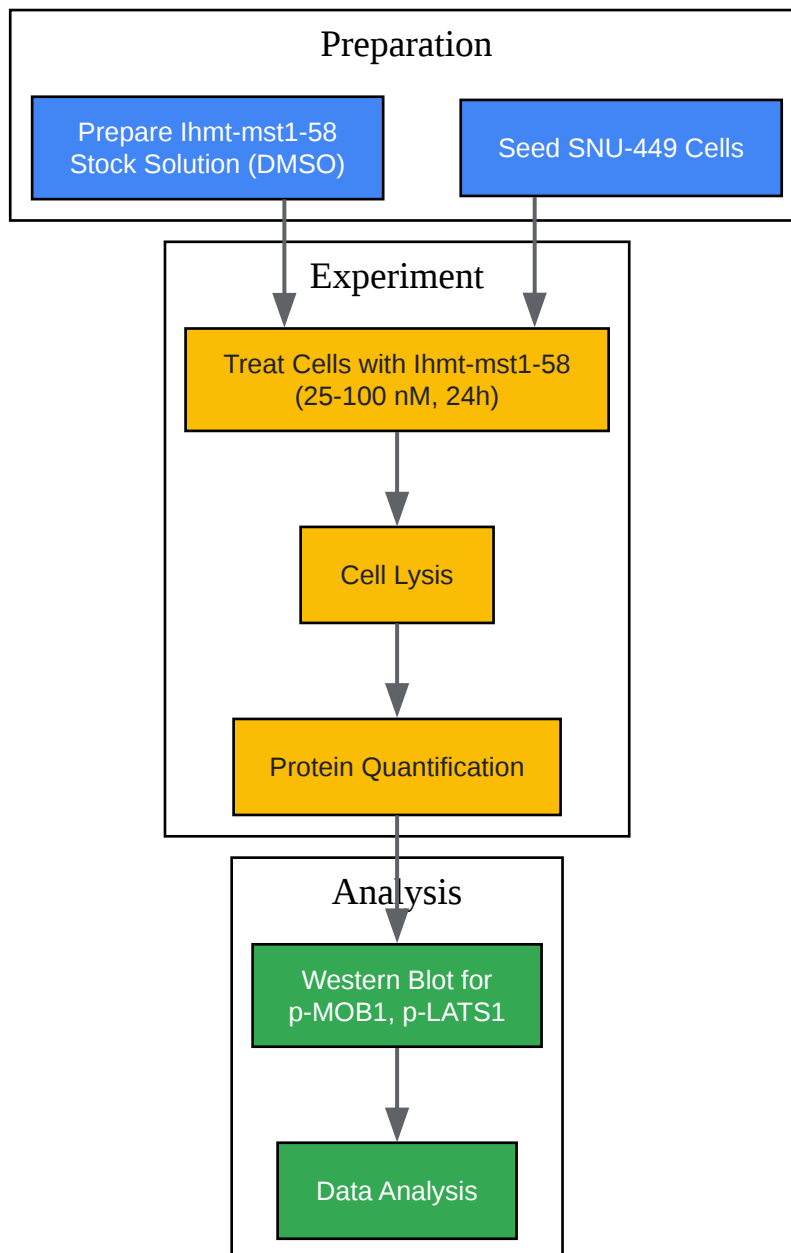 Preparation
Prepare Ihmt-mst1-58
Stock Solution (DMSO)
Seed SNU-449 Cells
Experiment
Treat Cells with Ihmt-mst1-58
(25-100 nM, 24h)
Cell Lysis
Protein Quantification
Analysis
Western Blot for
p-MOB1, p-LATS1
Data Analysis